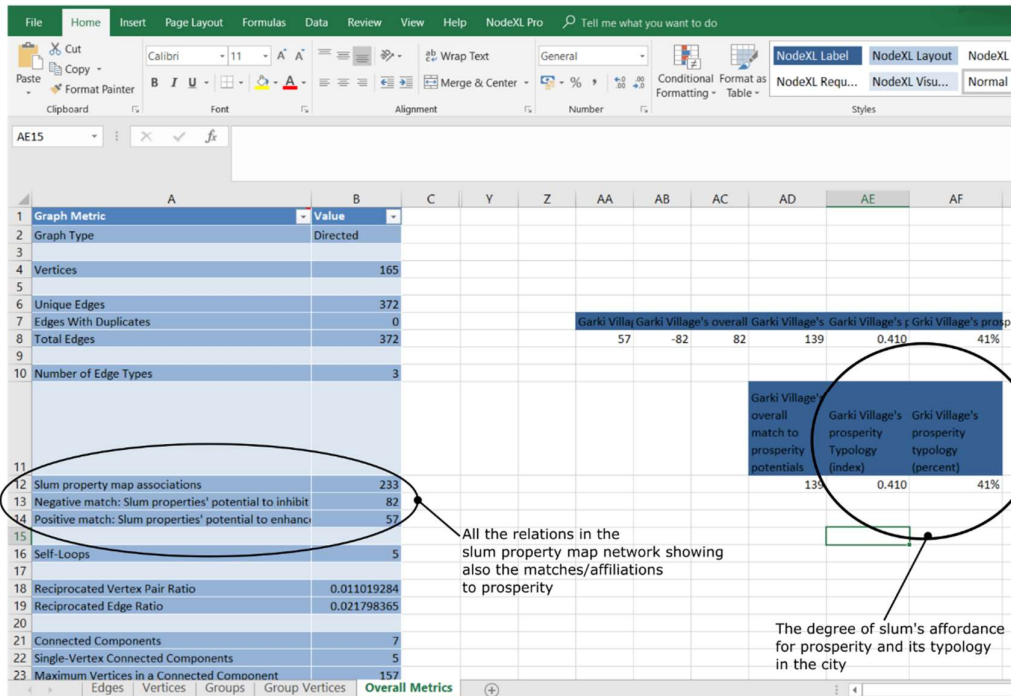 File Home Insert Page Layout Formulas Data Review View Help NodeXL Pro Tell me what you want to do
Cut
Copy
Format Painter
Paste
Clipboard
Calibri 11 A A
B I U A
Font
Wrap Text
Merge & Center
Alignment
General
% , .00 .00
Number
Conditional Formatting
Format as Table
NodeXL Label NodeXL Layout NodeXL
NodeXL Requ... NodeXL Visu... Normal
Styles
AE15 fx
A B C Y Z AA AB AC AD AE AF
1 Graph Metric Value
2 Graph Type Directed
3
4 Vertices 165
5
6 Unique Edges 372
7 Edges With Duplicates 0 Garki Villag Garki Village's overall Garki Village's Garki Village's p Grki Village's prosp
8 Total Edges 372 57 -82 82 139 0.410 41%
9
10 Number of Edge Types 3
Garki Village's
overall
match to
prosperity
potentials
Garki Village's
prosperity
Typology
(index)
Grki Village's
prosperity
typology
(percent)
11
12 Slum property map associations 233 139 0.410 41%
13 Negative match: Slum properties' potential to inhibit 82
14 Positive match: Slum properties' potential to enhanc 57
15
16 Self-Loops 5
17
18 Reciprocated Vertex Pair Ratio 0.011019284
19 Reciprocated Edge Ratio 0.021798365
20
21 Connected Components 7
22 Single-Vertex Connected Components 5
23 Maximum Vertices in a Connected Component 157
All the relations in the
slum property map network showing
also the matches/affiliations
to prosperity
The degree of slum's affordance
for prosperity and its typology
in the city
Edges Vertices Groups Group Vertices Overall Metrics